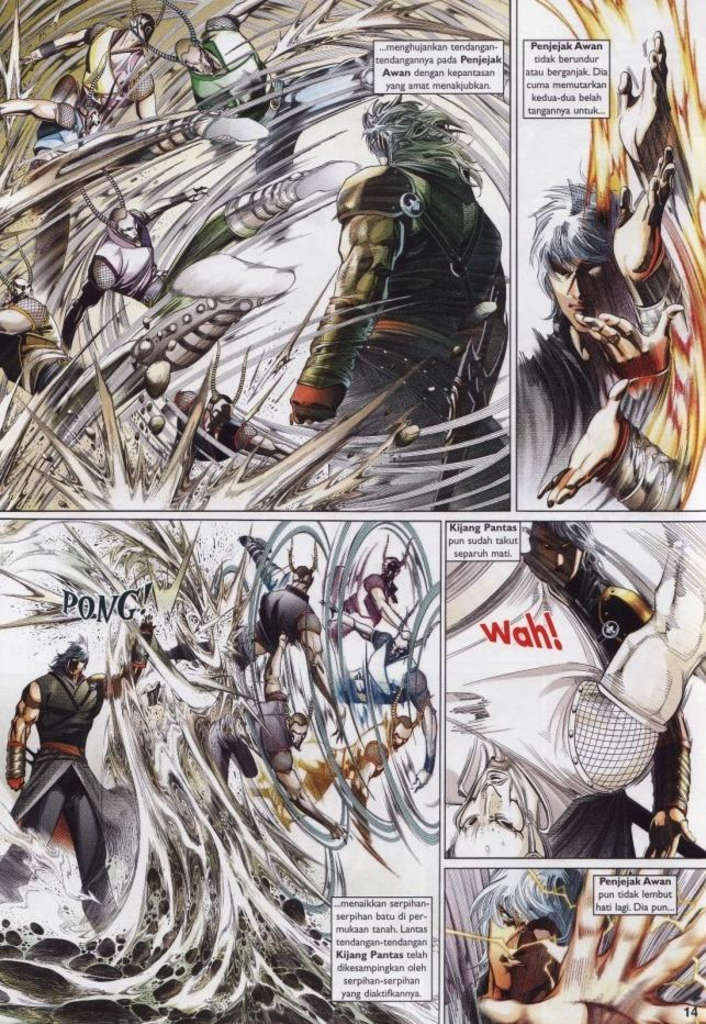 ...menghujankan tendangan-
tendangannya pada Penjejak
Awan dengan kepantasan
yang amat menakjubkan.
Penjejak Awan
tidak berundur
atau berganjak. Dia
cuma memutarkan
kedua-dua belah
tangannya untuk...
PONG!
...menaikkan serpihan-
serpihan batu di per-
mukaan tanah. Lantas
tendangan-tendangan
Kijang Pantas telah
dikesampingkan oleh
serpihan-serpihan
yang diaktifkannya.
Kijang Pantas
pun sudah takut
separuh mati.
Wah!
Penjejak Awan
pun tidak lembut
hati lagi. Dia pun...
14